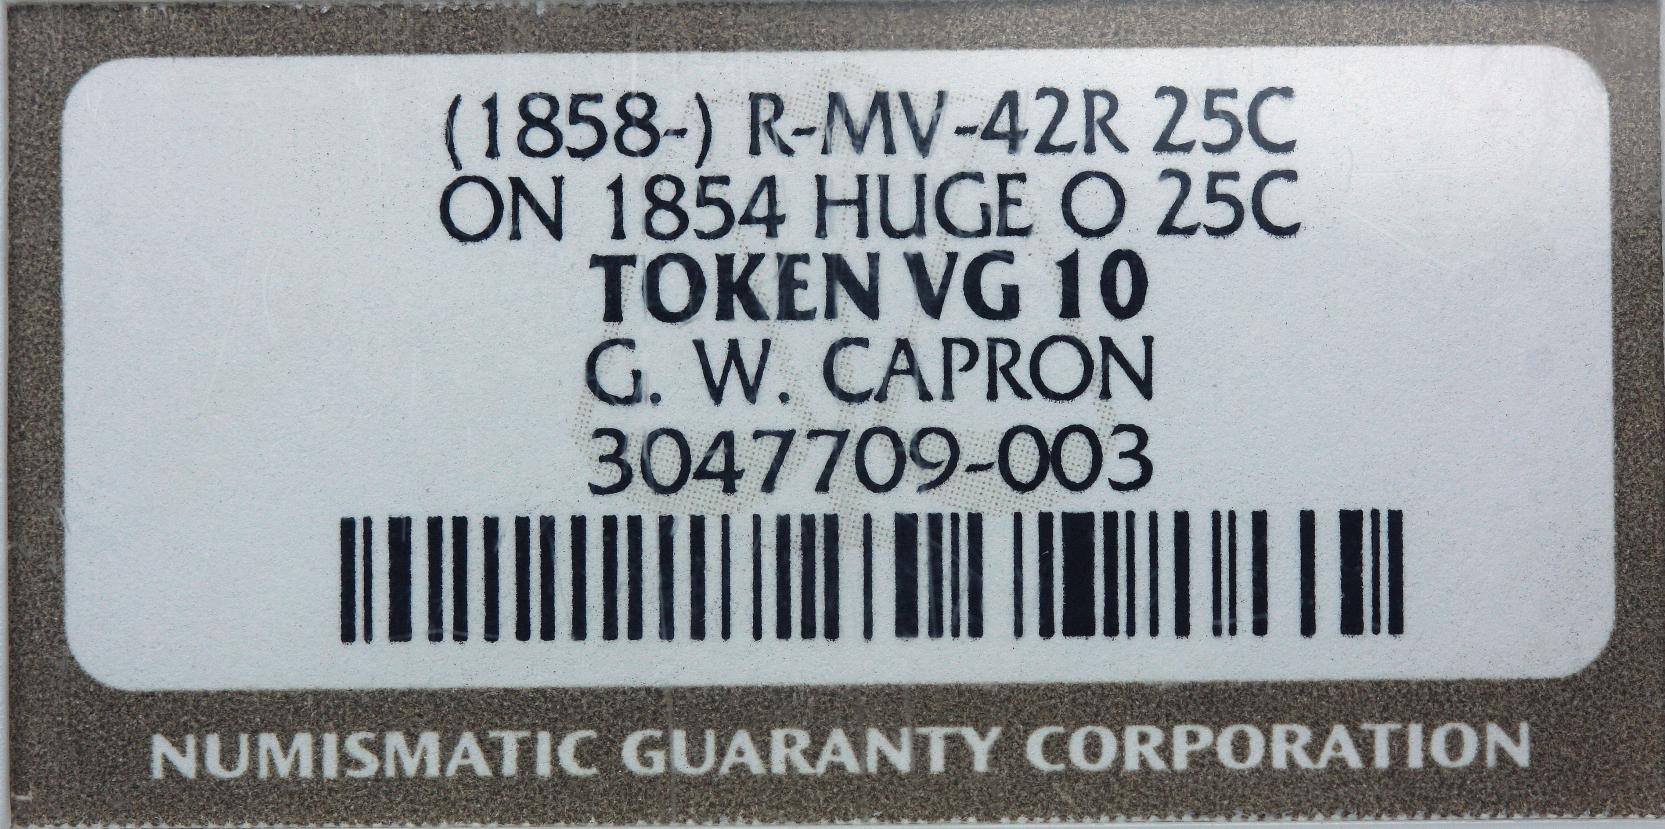 (1858-) R-MV-42R 25C
ON 1854 HUGE O 25C
TOKEN VG 10
G. W. CAPRON
3047709-003
NUMISMATIC GUARANTY CORPORATION